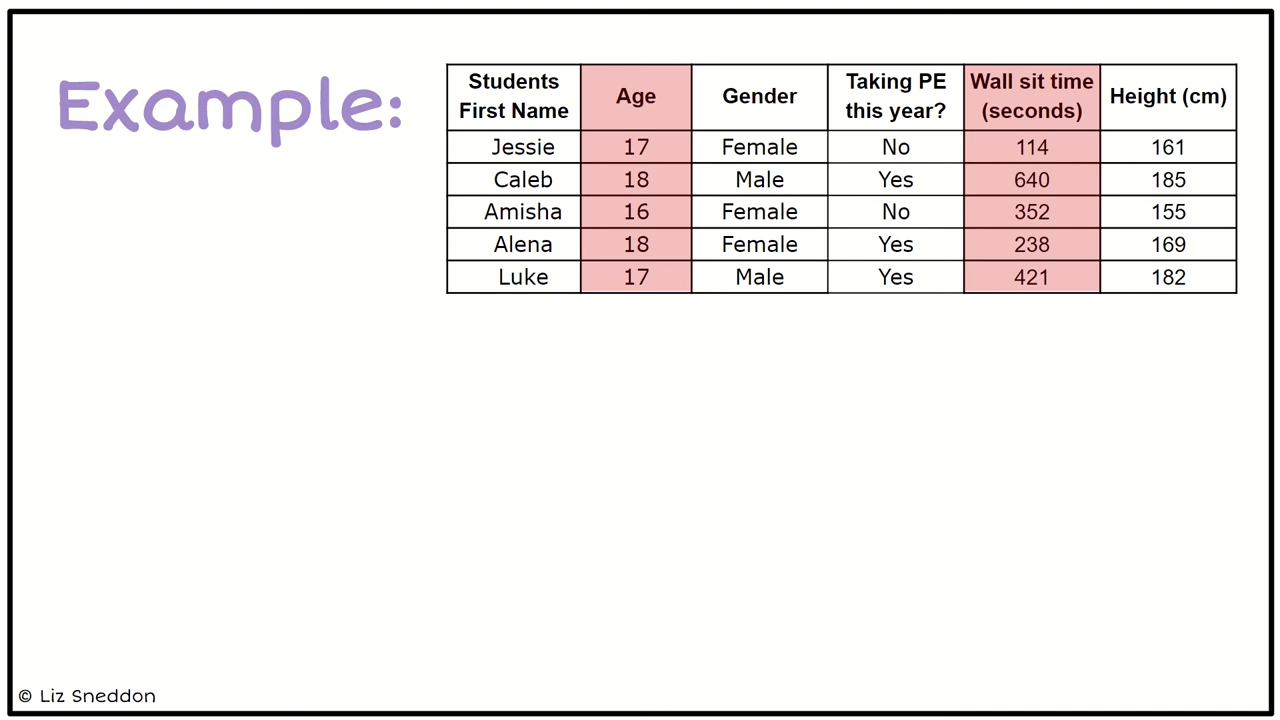 Example:
Students First Name Age Gender Taking PE this year? Wall sit time (seconds) Height (cm)
Jessie 17 Female No 114 161
Caleb 18 Male Yes 640 185
Amisha 16 Female No 352 155
Alena 18 Female Yes 238 169
Luke 17 Male Yes 421 182
© Liz Sneddon